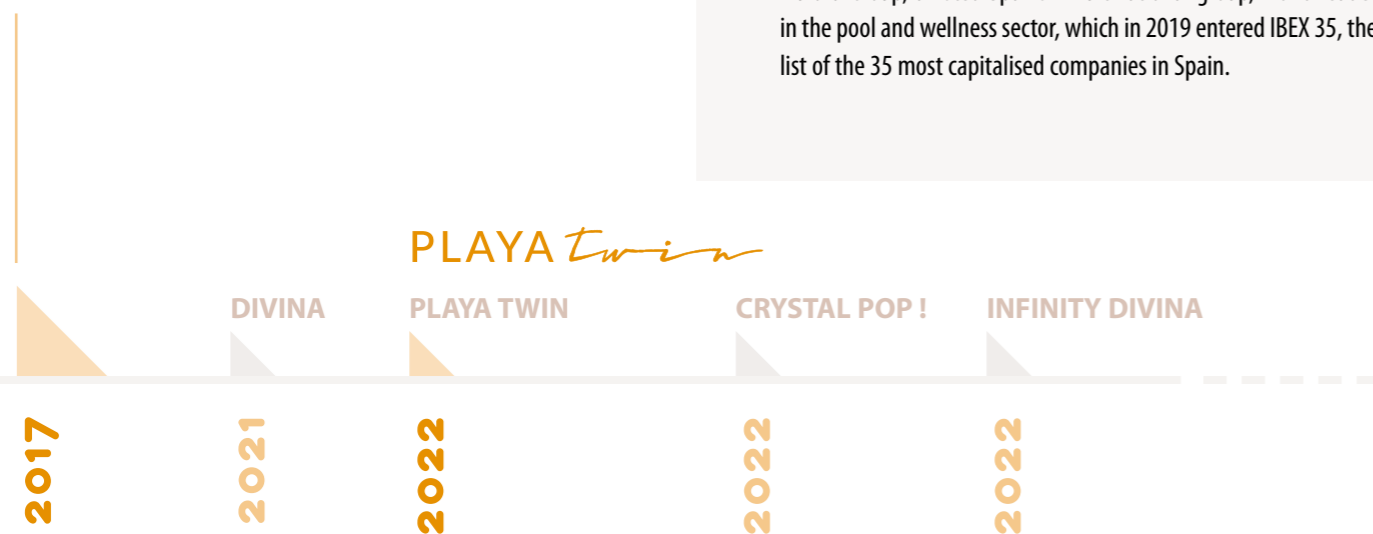 in the pool and wellness sector, which in 2019 entered IBEX 35, the
list of the 35 most capitalised companies in Spain.
PLAYA twin
DIVINA PLAYA TWIN CRYSTAL POP ! INFINITY DIVINA
2017 2021 2022 2022 2022